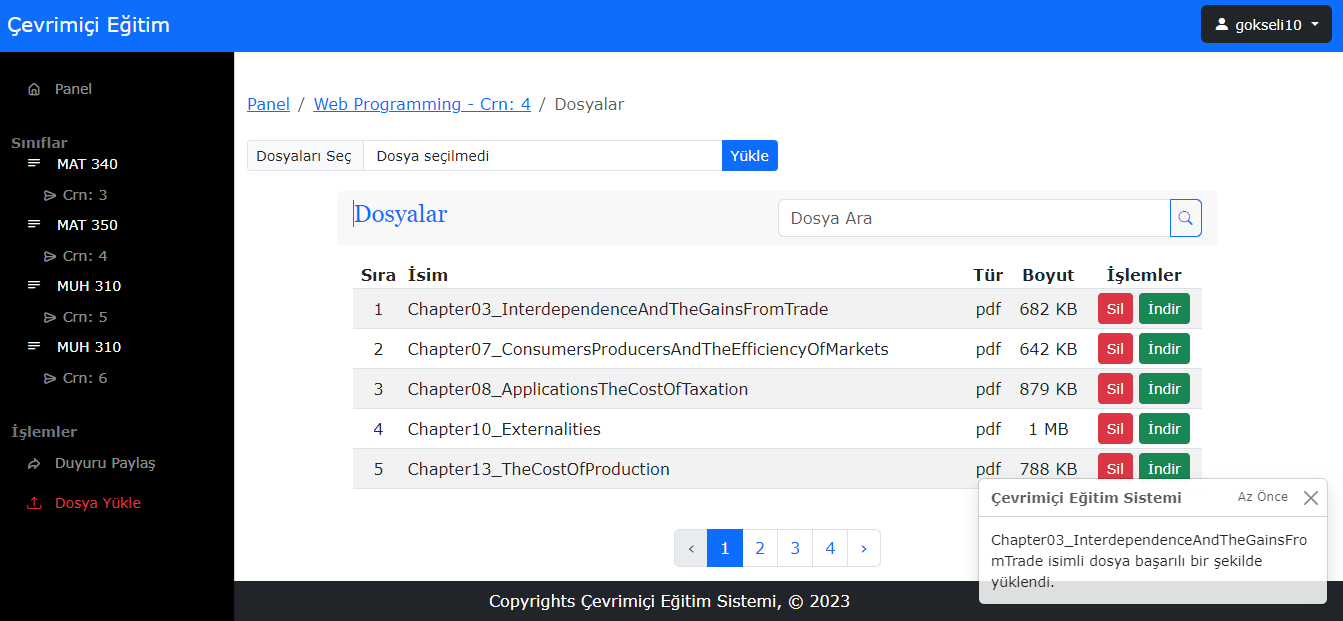 Çevrimiçi Eğitim
gokseli10
Panel
Sınıflar
MAT 340
Crn: 3
MAT 350
Crn: 4
MUH 310
Crn: 5
MUH 310
Crn: 6
İşlemler
Duyuru Paylaş
Dosya Yükle
Panel / Web Programming - Crn: 4 / Dosyalar
Dosyaları Seç Dosya seçilmedi Yükle
Dosyalar Dosya Ara
Sıra İsim Tür Boyut İşlemler
1 Chapter03_InterdependenceAndTheGainsFromTrade pdf 682 KB Sil İndir
2 Chapter07_ConsumersProducersAndTheEfficiencyOfMarkets pdf 642 KB Sil İndir
3 Chapter08_ApplicationsTheCostOfTaxation pdf 879 KB Sil İndir
4 Chapter10_Externalities pdf 1 MB Sil İndir
5 Chapter13_TheCostOfProduction pdf 788 KB Sil İndir
‹ 1 2 3 4 ›
Çevrimiçi Eğitim Sistemi Az Önce
Chapter03_InterdependenceAndTheGainsFro
mTrade isimli dosya başarılı bir şekilde
yüklendi.
Copyrights Çevrimiçi Eğitim Sistemi, © 2023